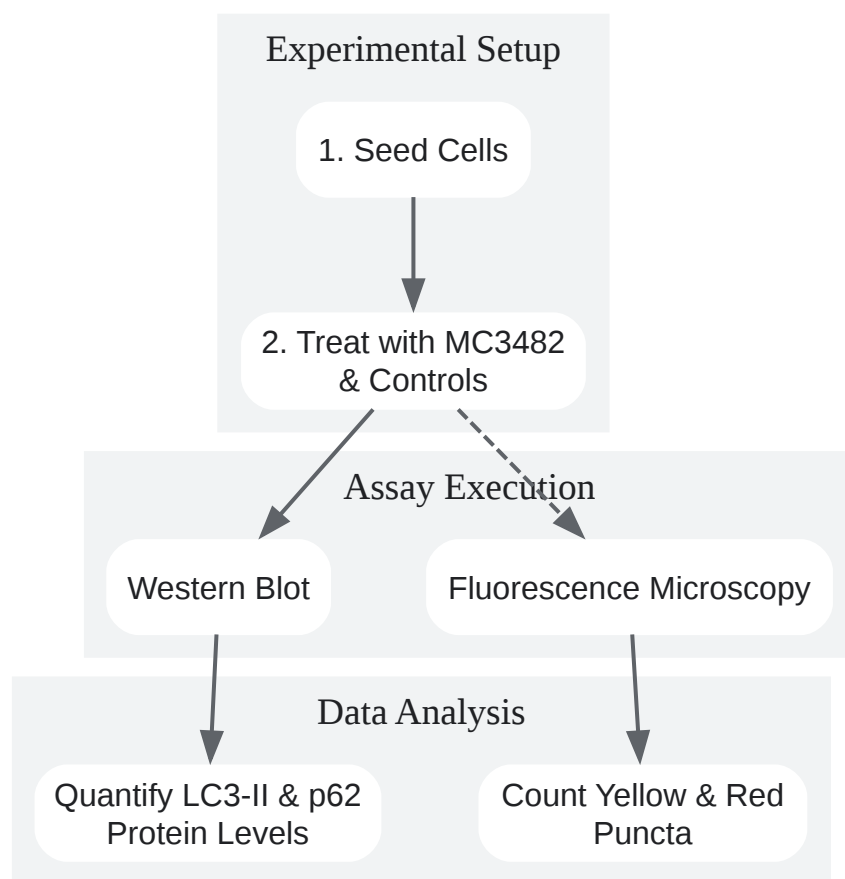 Experimental Setup
1. Seed Cells
2. Treat with MC3482
& Controls
Assay Execution
Western Blot
Fluorescence Microscopy
Data Analysis
Quantify LC3-II & p62
Protein Levels
Count Yellow & Red
Puncta